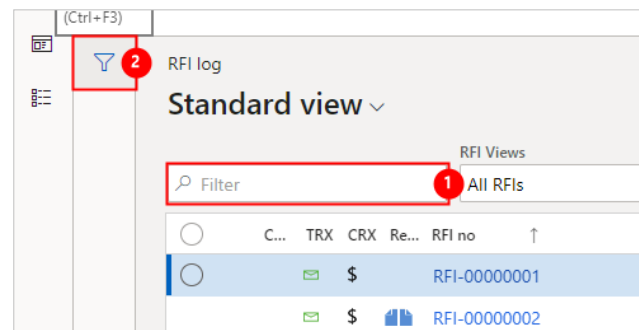 (Ctrl+F3)
2
RFI log
Standard view
RFI Views
Filter
1
All RFIs
C... TRX CRX Re... RFI no ↑
$ RFI-00000001
$ RFI-00000002